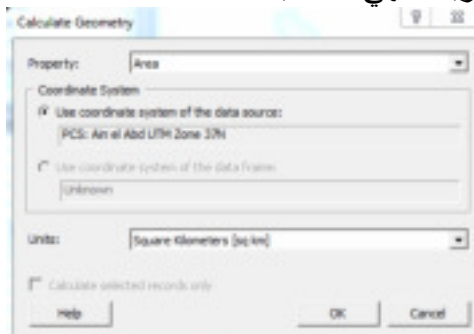 Calculate Geometry
Property: Area
Coordinate System
Use coordinate system of the data source:
PCS: Ain el Abd UTM Zone 37N
Use coordinate system of the data frame:
Unknown
Units: Square Kilometers [sq km]
Calculate selected records only
Help OK Cancel